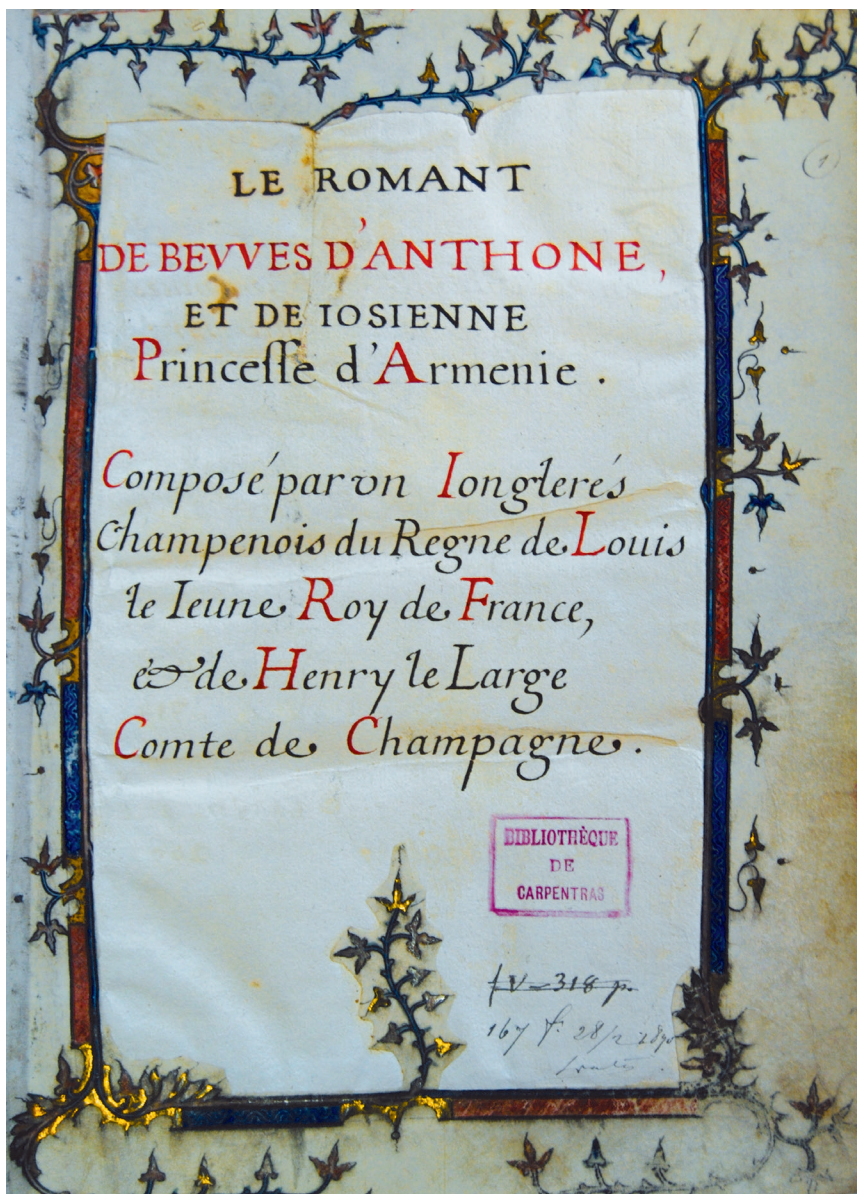 LE ROMANT
DE BEVVES D'ANTHONE,
ET DE IOSIENNE
Princesse d'Armenie.
Composé par vn Iongleres
Champenois du Regne de Louis
le Ieune Roy de France,
& de Henry le Large
Comte de Champagne.
BIBLIOTHÈQUE
DE
CARPENTRAS
318 p.
167 f. 28/2 1890
(1)
1